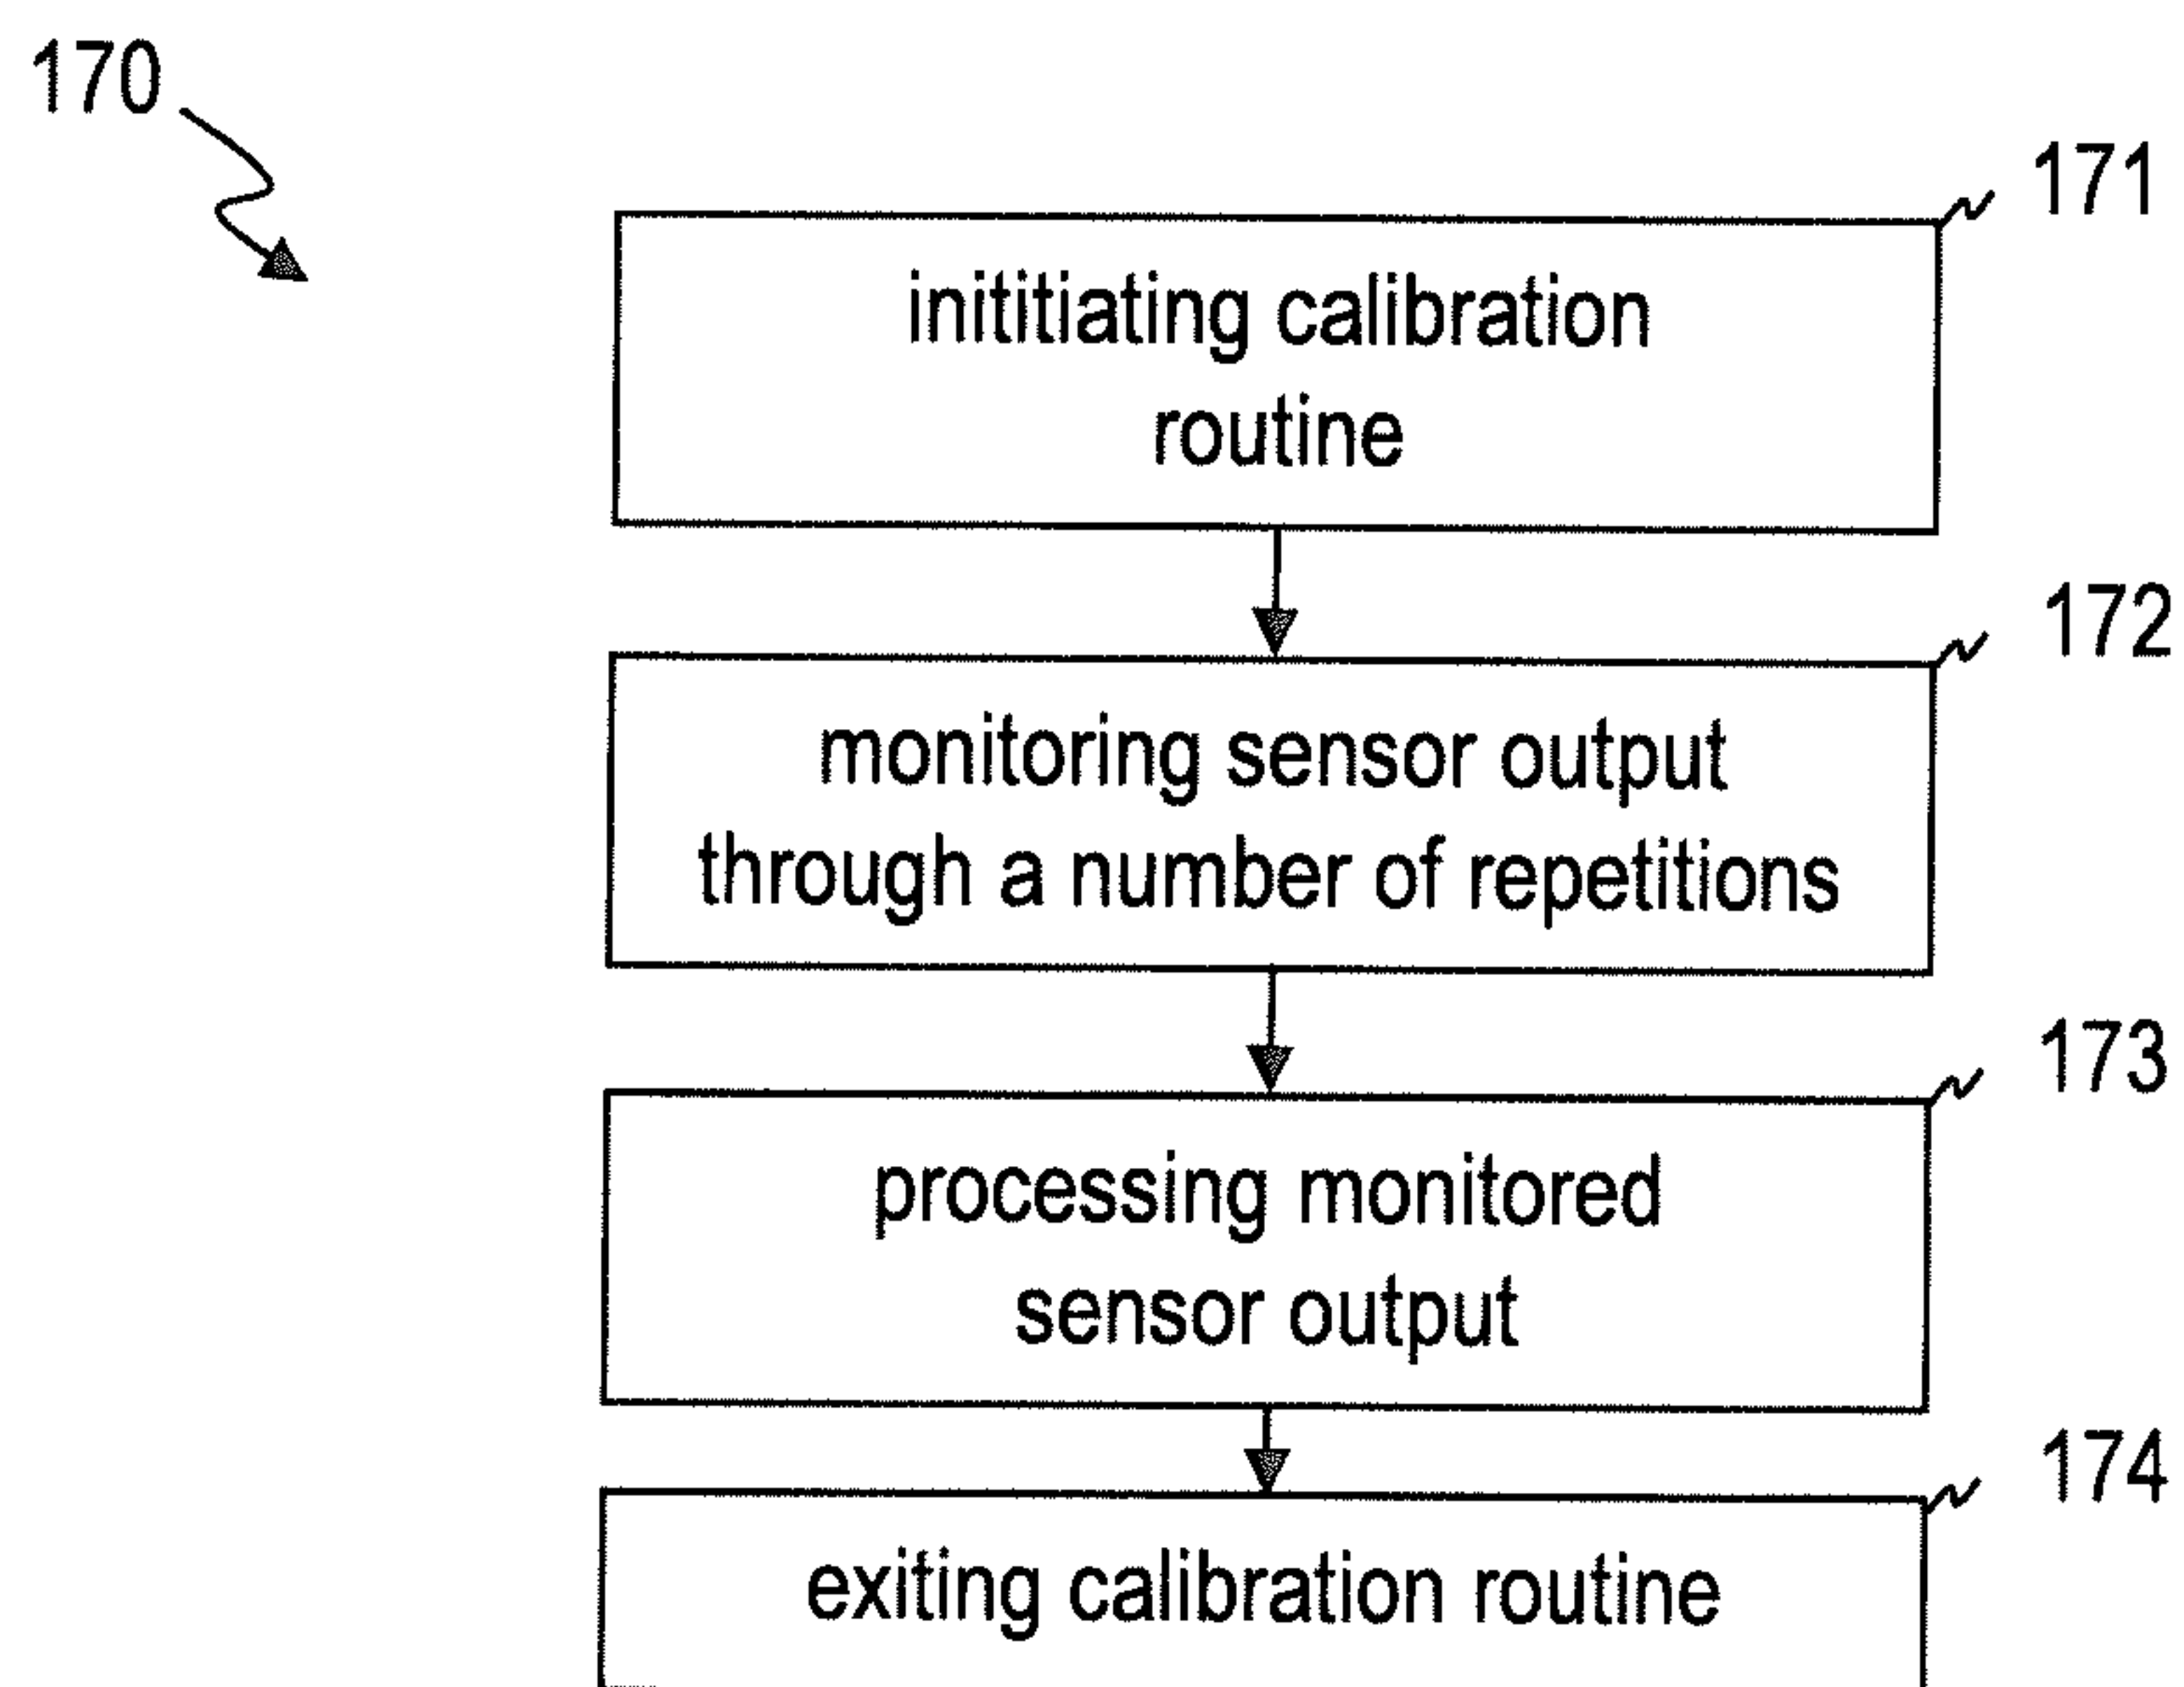 170
171
inititiating calibration
routine
172
monitoring sensor output
through a number of repetitions
173
processing monitored
sensor output
174
exiting calibration routine